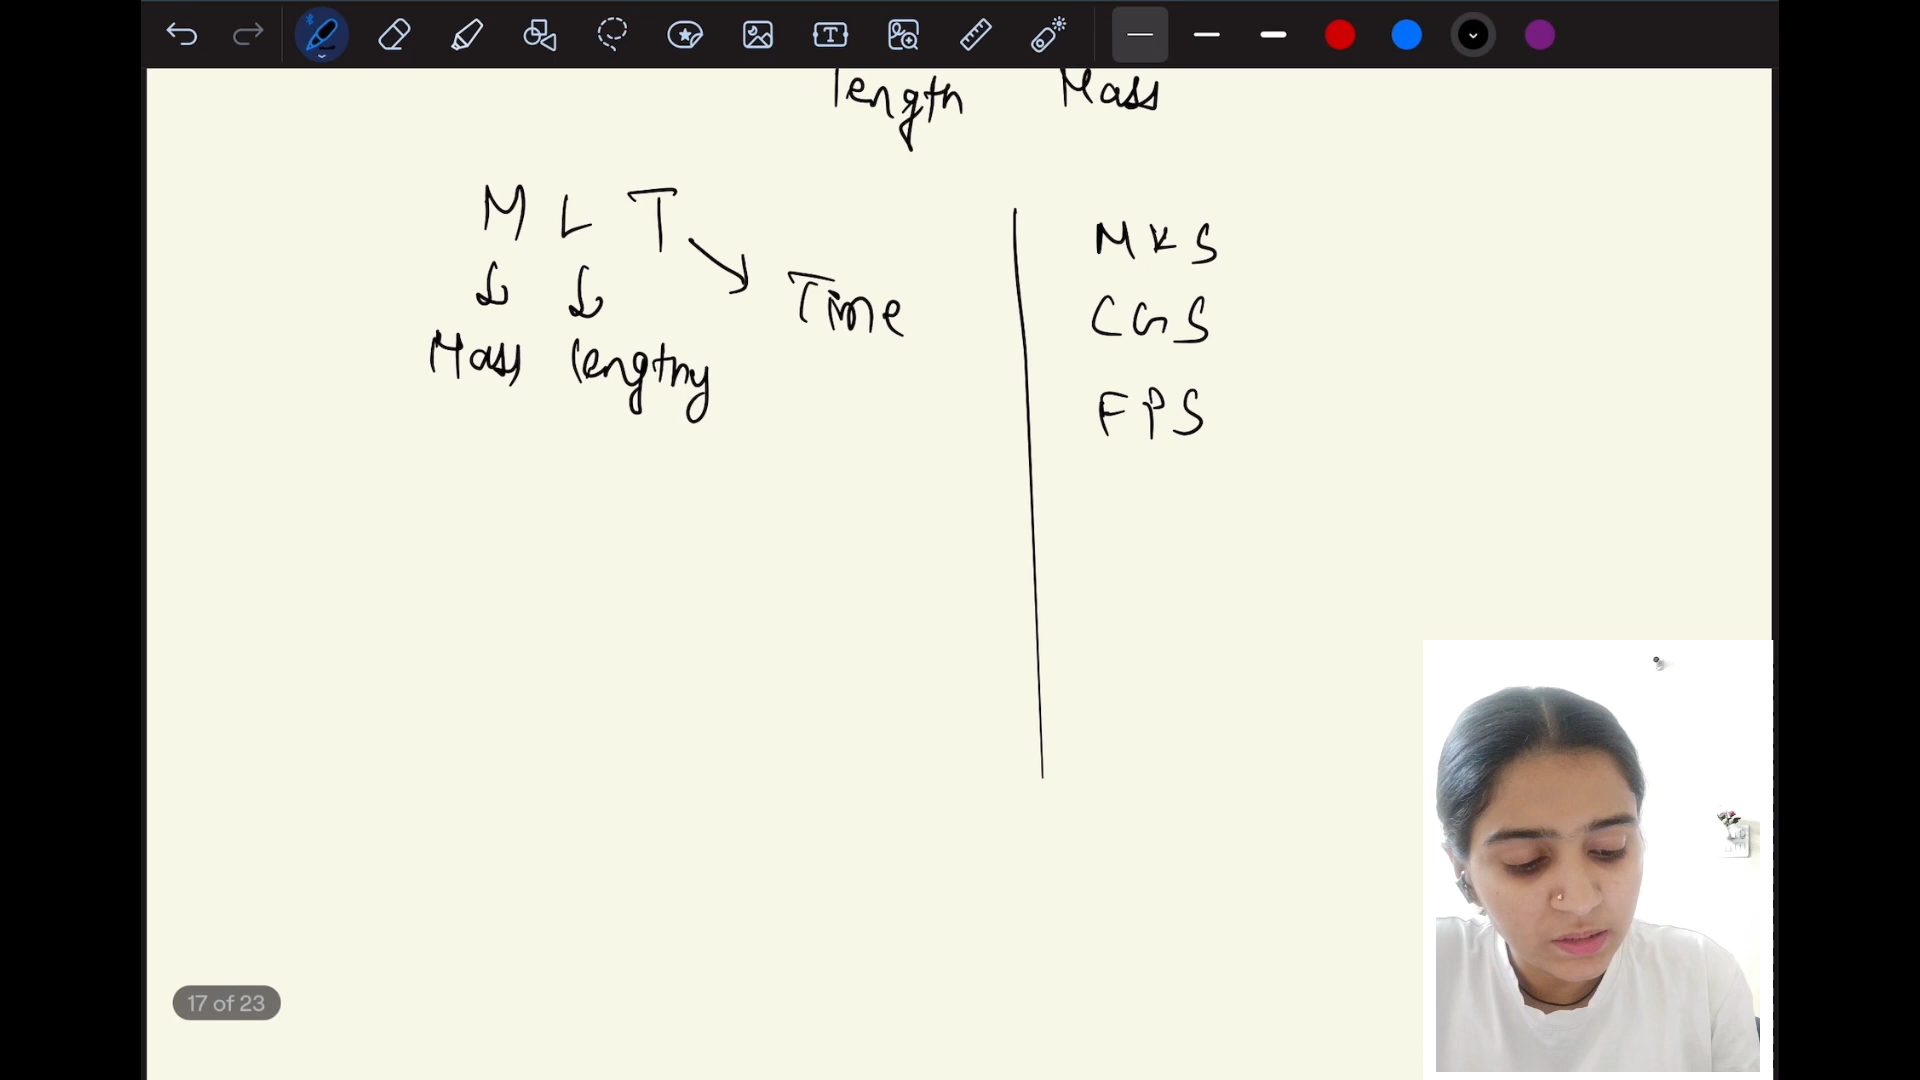 length Mass
M L T
Time
Mass lengthy
MKS
CGS
FPS
17 of 23